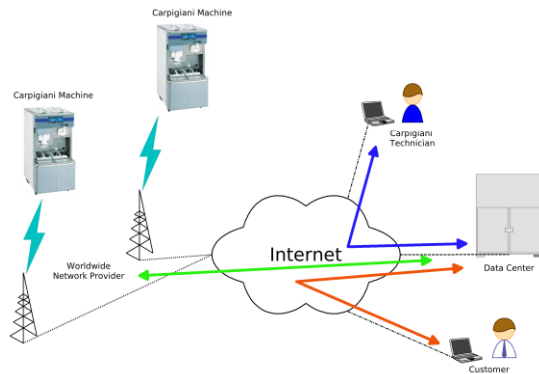 Carpigiani Machine
Carpigiani Machine
Carpigiani
Technician
Internet
Worldwide
Network Provider
Data Center
Customer